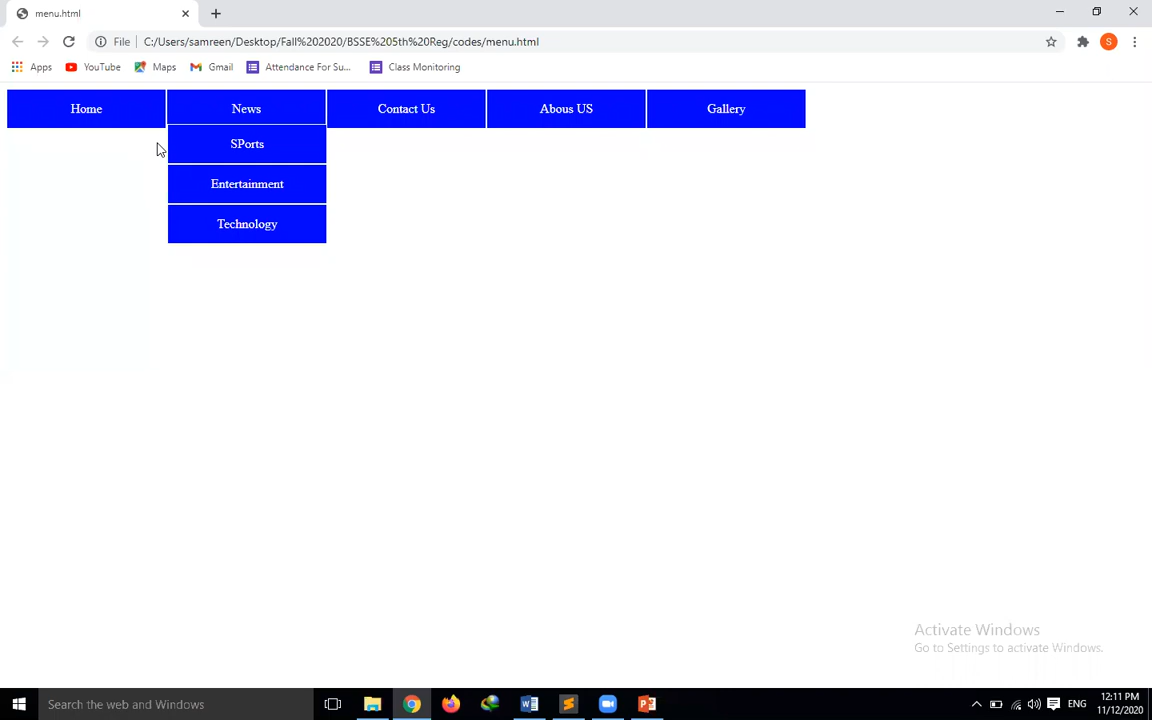 menu.html
File C:/Users/samreen/Desktop/Fall%202020/BSSE%205th%20Reg/codes/menu.html
S
Apps YouTube Maps Gmail Attendance For Su... Class Monitoring
Home News Contact Us Abous US Gallery
SPorts
Entertainment
Technology
Activate Windows
Go to Settings to activate Windows.
Search the web and Windows
ENG
12:11 PM
11/12/2020